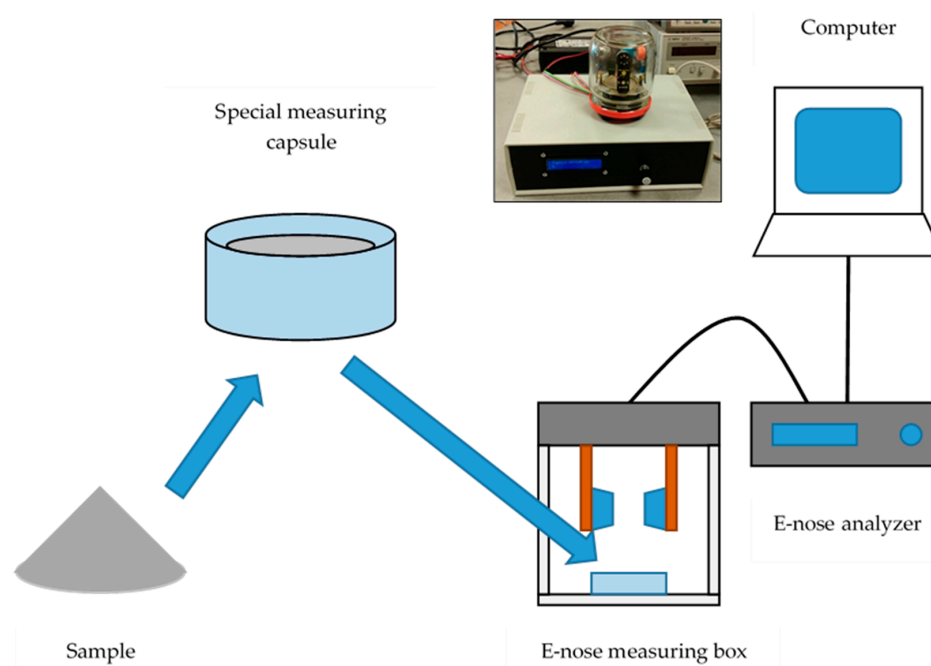 Computer
Special measuring
capsule
E-nose analyzer
Sample
E-nose measuring box